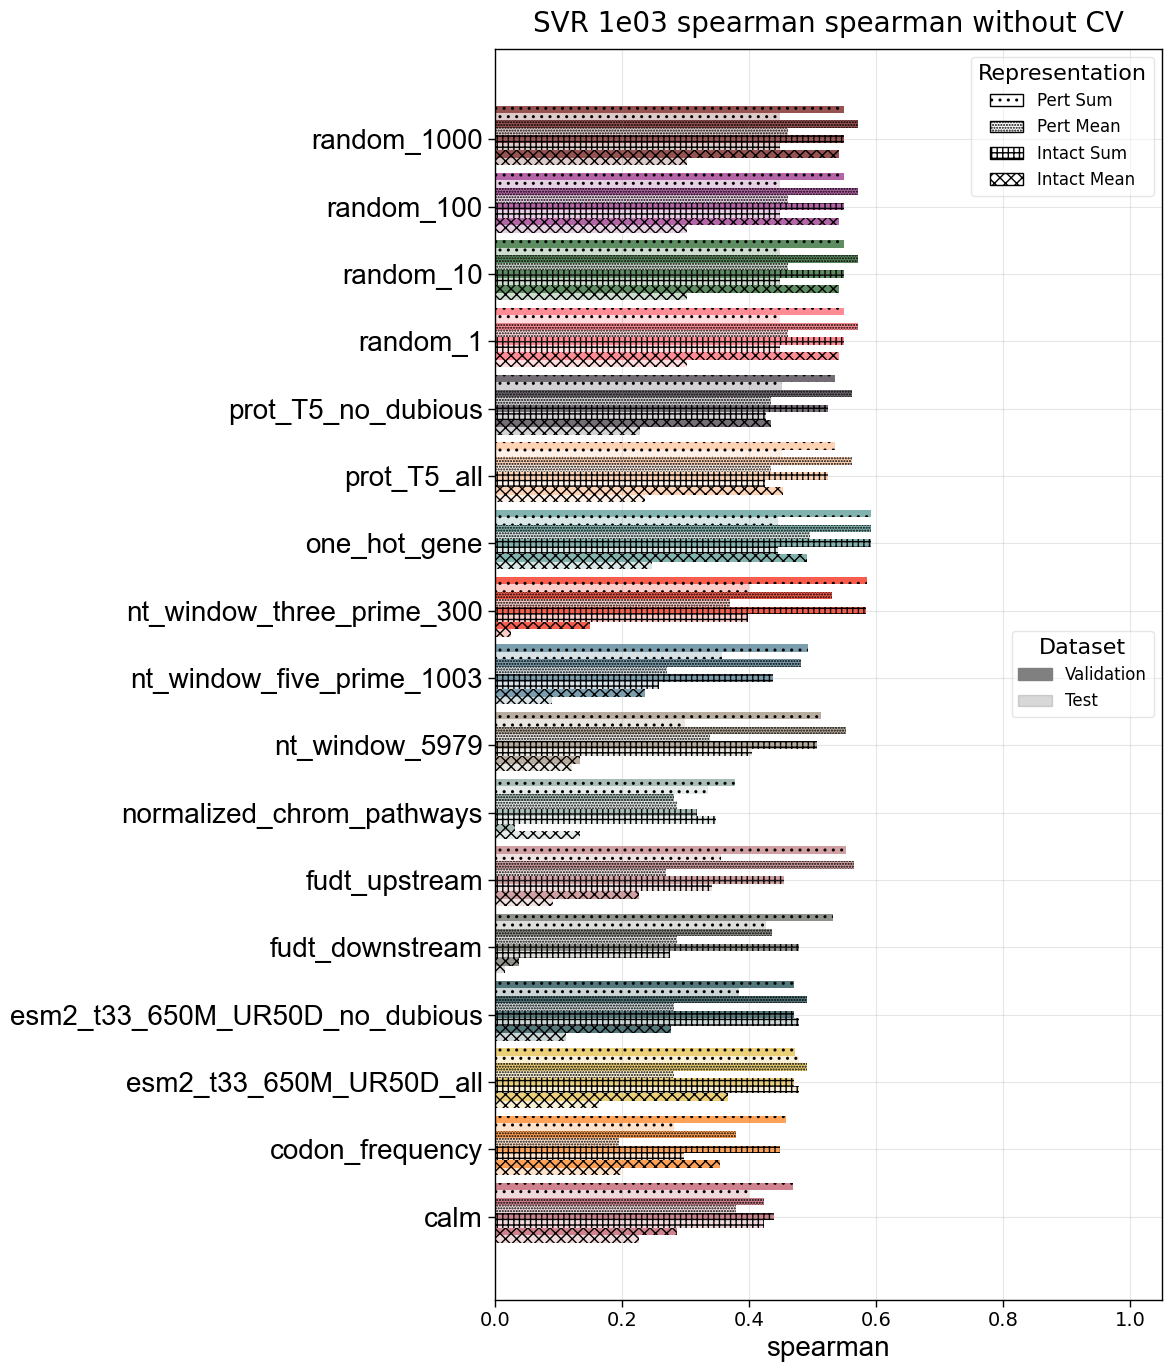 SVR 1e03 spearman spearman without CV
Representation
Pert Sum
Pert Mean
Intact Sum
Intact Mean
random_1000
random_100
random_10
random_1
prot_T5_no_dubious
prot_T5_all
one_hot_gene
nt_window_three_prime_300
Dataset
Validation
Test
nt_window_five_prime_1003
nt_window_5979
normalized_chrom_pathways
fudt_upstream
fudt_downstream
esm2_t33_650M_UR50D_no_dubious
esm2_t33_650M_UR50D_all
codon_frequency
calm
0.0 0.2 0.4 0.6 0.8 1.0
spearman